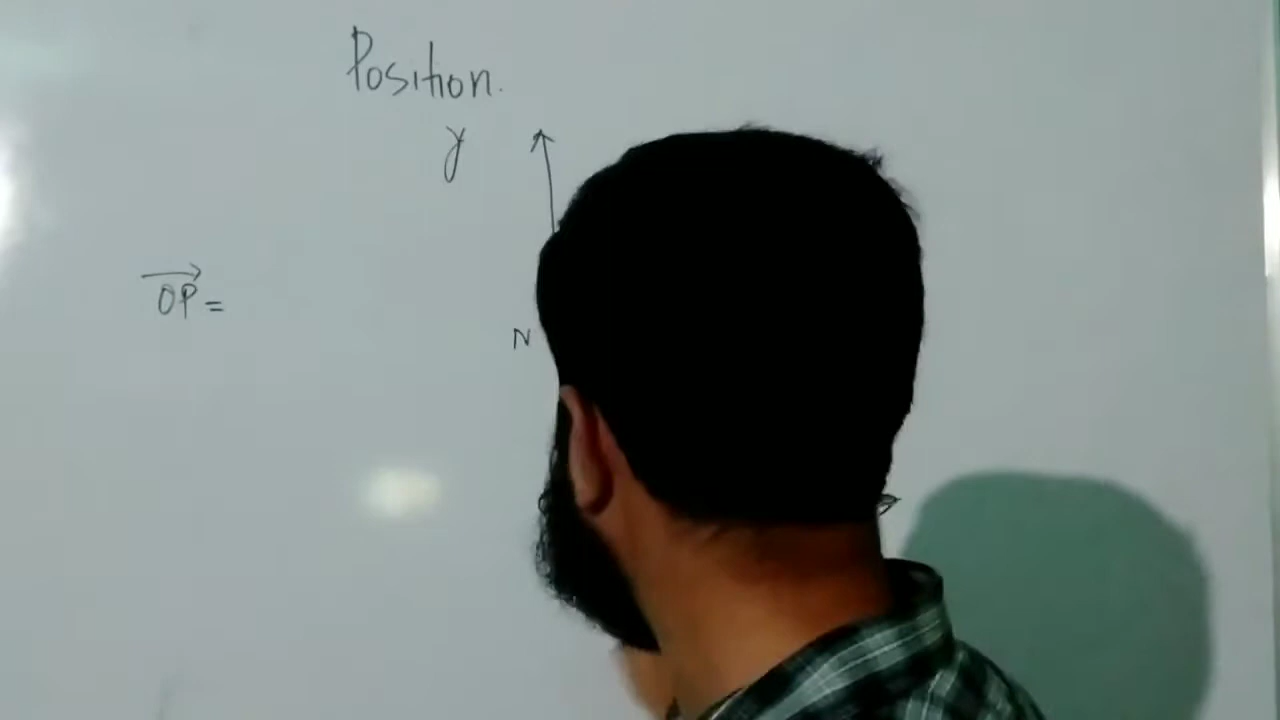 Position.
y
OP =
N